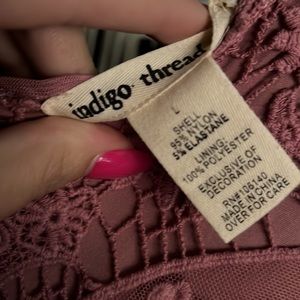 indigo thread
L
SHELL
95% NYLON
5% ELASTANE
LINING
100% POLYESTER
EXCLUSIVE OF
DECORATION
RN#106140
MADE IN CHINA
OVER FOR CARE